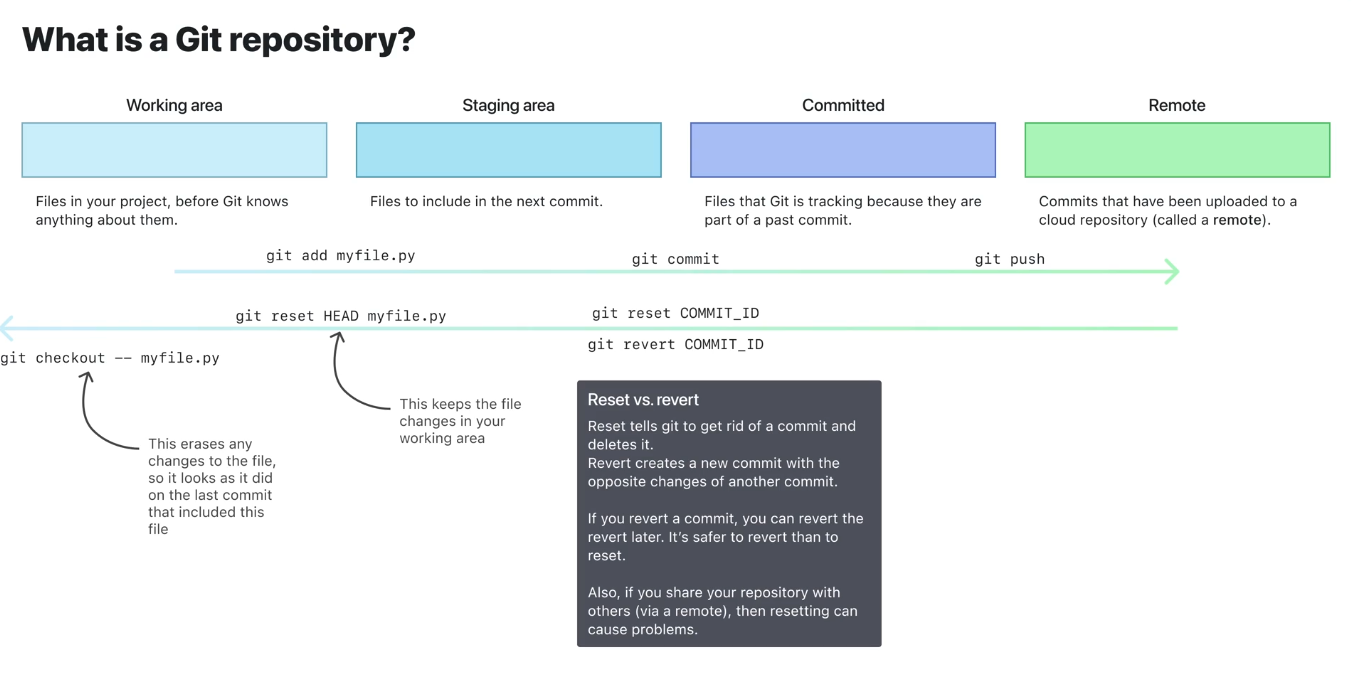 What is a Git repository?
Working area
Staging area
Committed
Remote
Files in your project, before Git knows
anything about them.
Files to include in the next commit.
Files that Git is tracking because they are
part of a past commit.
Commits that have been uploaded to a
cloud repository (called a remote).
git add myfile.py
git commit
git push
git reset HEAD myfile.py
git reset COMMIT_ID
git revert COMMIT_ID
git checkout -- myfile.py
This keeps the file
changes in your
working area
This erases any
changes to the file,
so it looks as it did
on the last commit
that included this
file
Reset vs. revert
Reset tells git to get rid of a commit and
deletes it.
Revert creates a new commit with the
opposite changes of another commit.
If you revert a commit, you can revert the
revert later. It's safer to revert than to
reset.
Also, if you share your repository with
others (via a remote), then resetting can
cause problems.